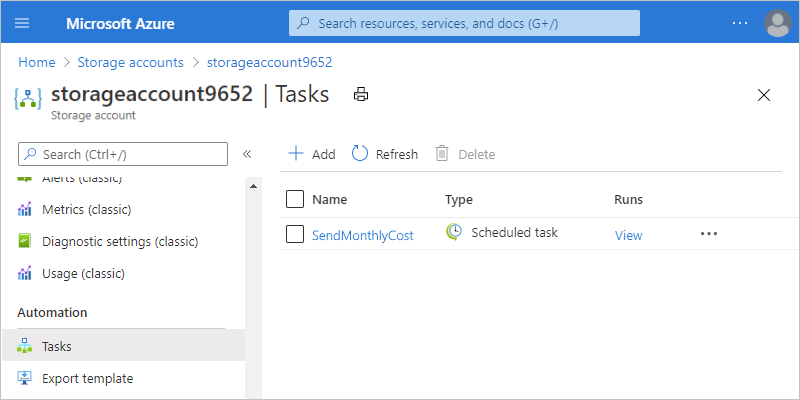 Microsoft Azure
Search resources, services, and docs (G+/)
Home > Storage accounts > storageaccount9652
storageaccount9652 | Tasks
Storage account
Search (Ctrl+/)
Add Refresh Delete
Alerts (classic)
Metrics (classic)
Diagnostic settings (classic)
Usage (classic)
Automation
Tasks
Export template
Name Type Runs
SendMonthlyCost Scheduled task View